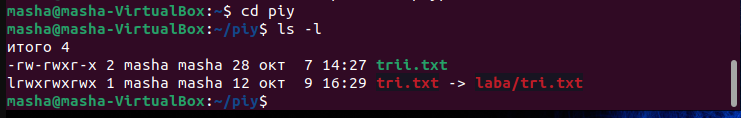 masha@masha-VirtualBox:~$ cd piy
masha@masha-VirtualBox:~/piy$ ls -l
итого 4
-rw-rwxr-x 2 masha masha 28 окт  7 14:27 trii.txt
lrwxrwxrwx 1 masha masha 12 окт  9 16:29 tri.txt -> laba/tri.txt
masha@masha-VirtualBox:~/piy$